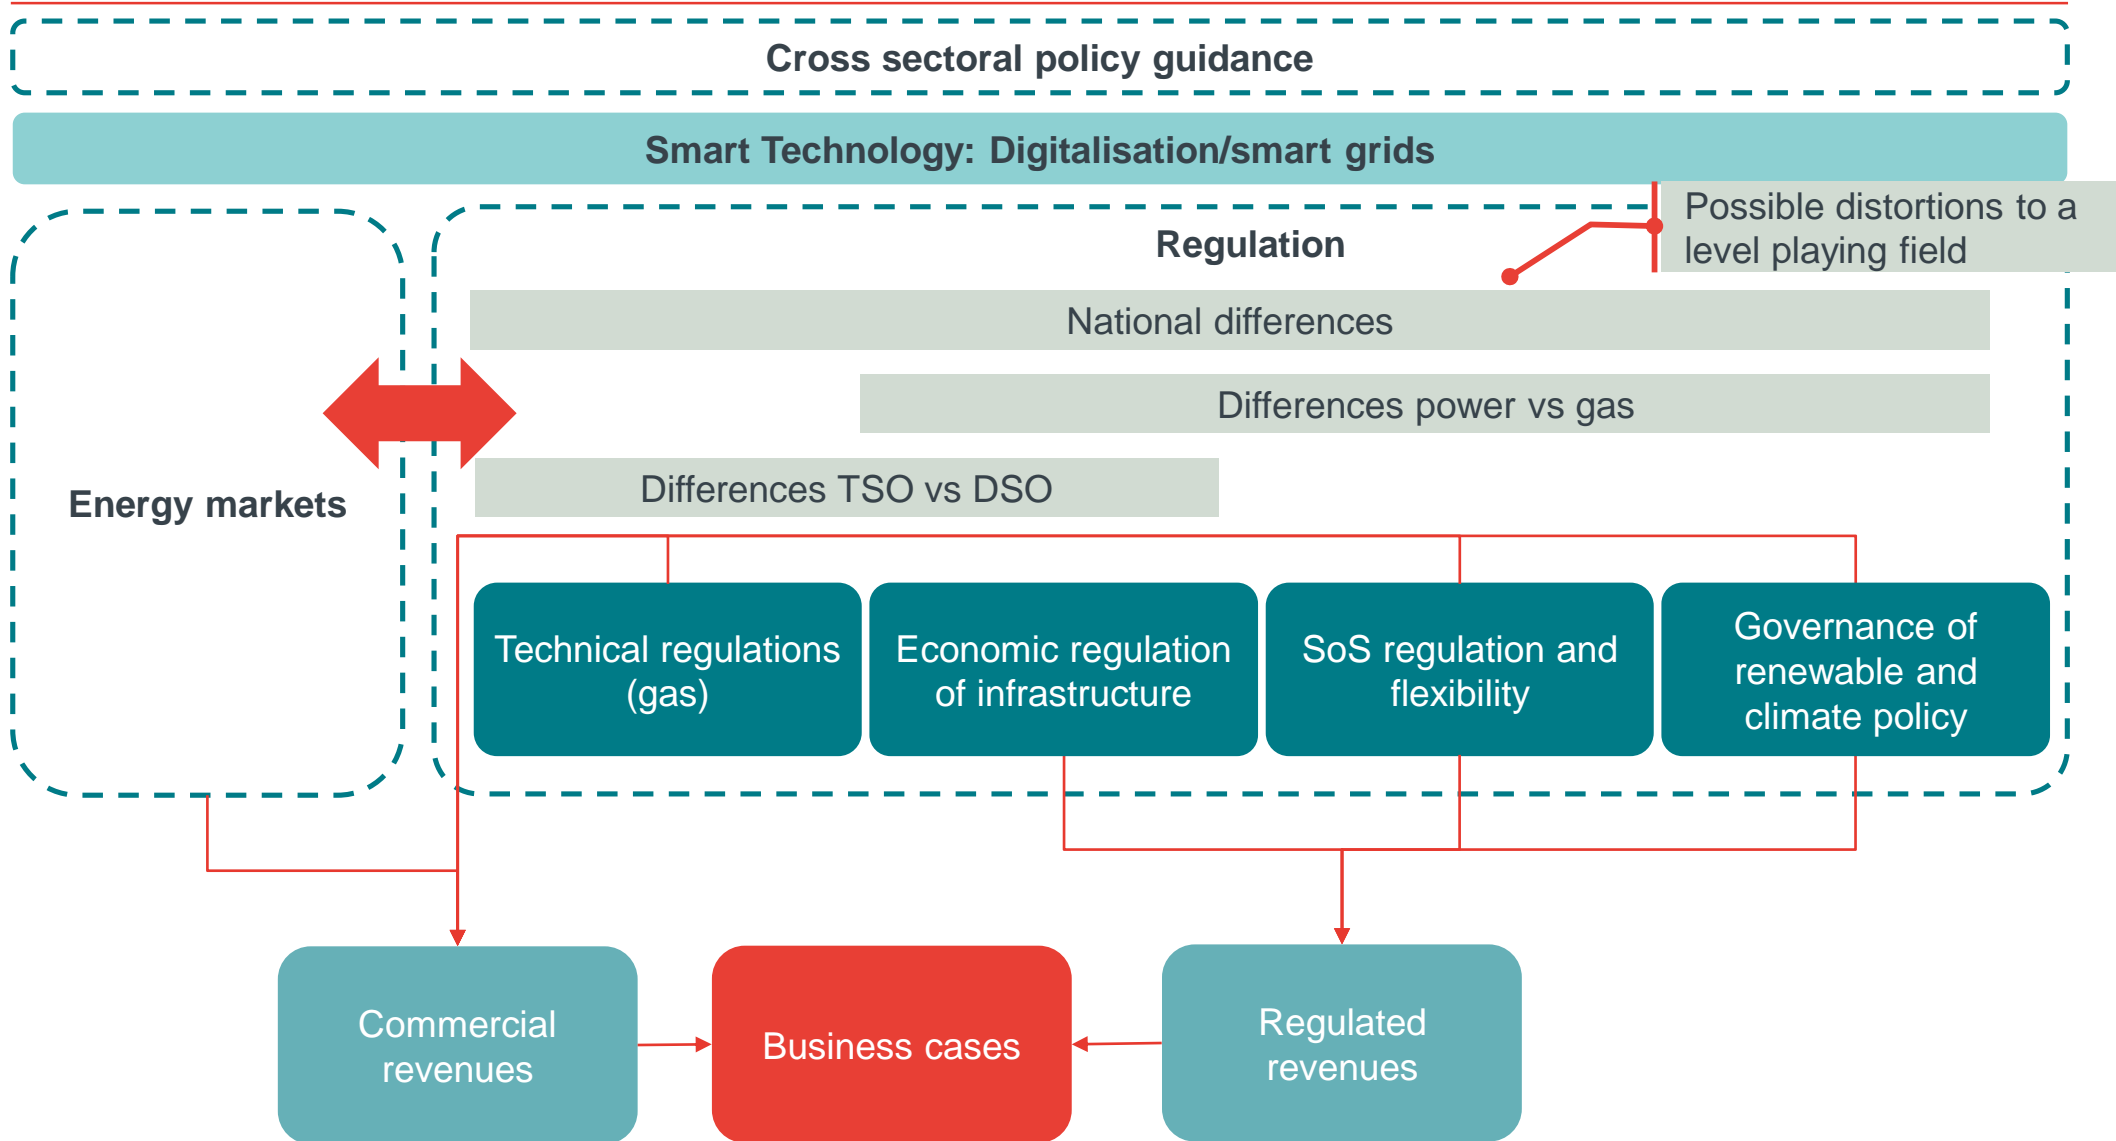 Cross sectoral policy guidance
Smart Technology: Digitalisation/smart grids
Possible distortions to a
level playing field
Regulation
National differences
Differences power vs gas
Differences TSO vs DSO
Energy markets
Technical regulations
(gas)
Economic regulation
of infrastructure
SoS regulation and
flexibility
Governance of
renewable and
climate policy
Commercial
revenues
Business cases
Regulated
revenues